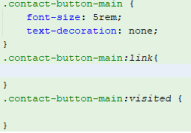 .contact-button-main {
font-size: 5rem;
text-decoration: none;
}
.contact-button-main:link{
}
.contact-button-main:visited {
}